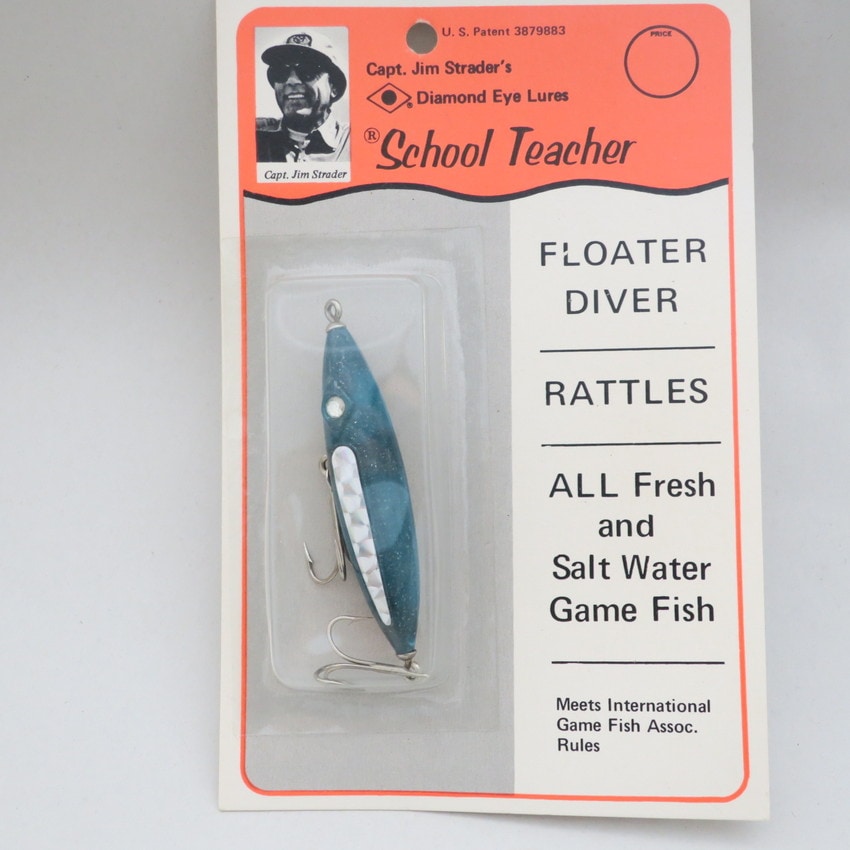 U. S. Patent 3879883
PRICE
Capt. Jim Strader's
® Diamond Eye Lures
® School Teacher
Capt. Jim Strader
FLOATER
DIVER
RATTLES
ALL Fresh
and
Salt Water
Game Fish
Meets International
Game Fish Assoc.
Rules